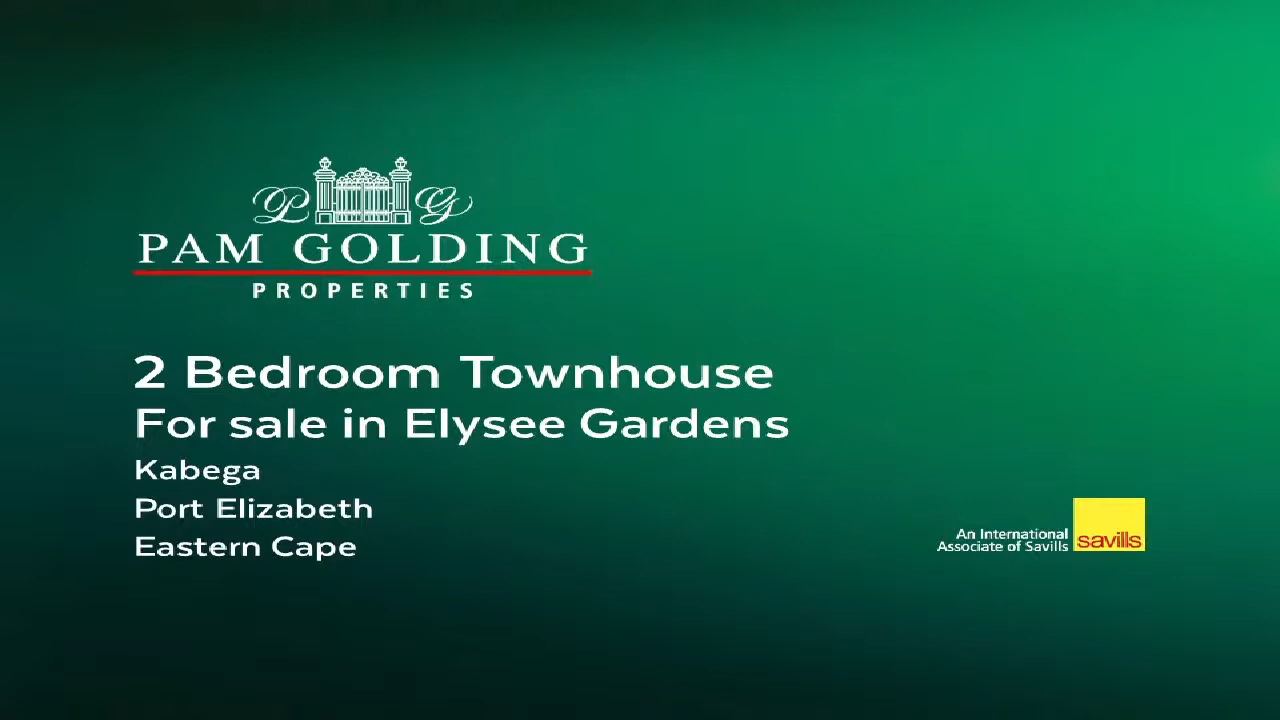 P G
PAM GOLDING
PROPERTIES
2 Bedroom Townhouse
For sale in Elysee Gardens
Kabega
Port Elizabeth
Eastern Cape
An International
Associate of Savills
savills